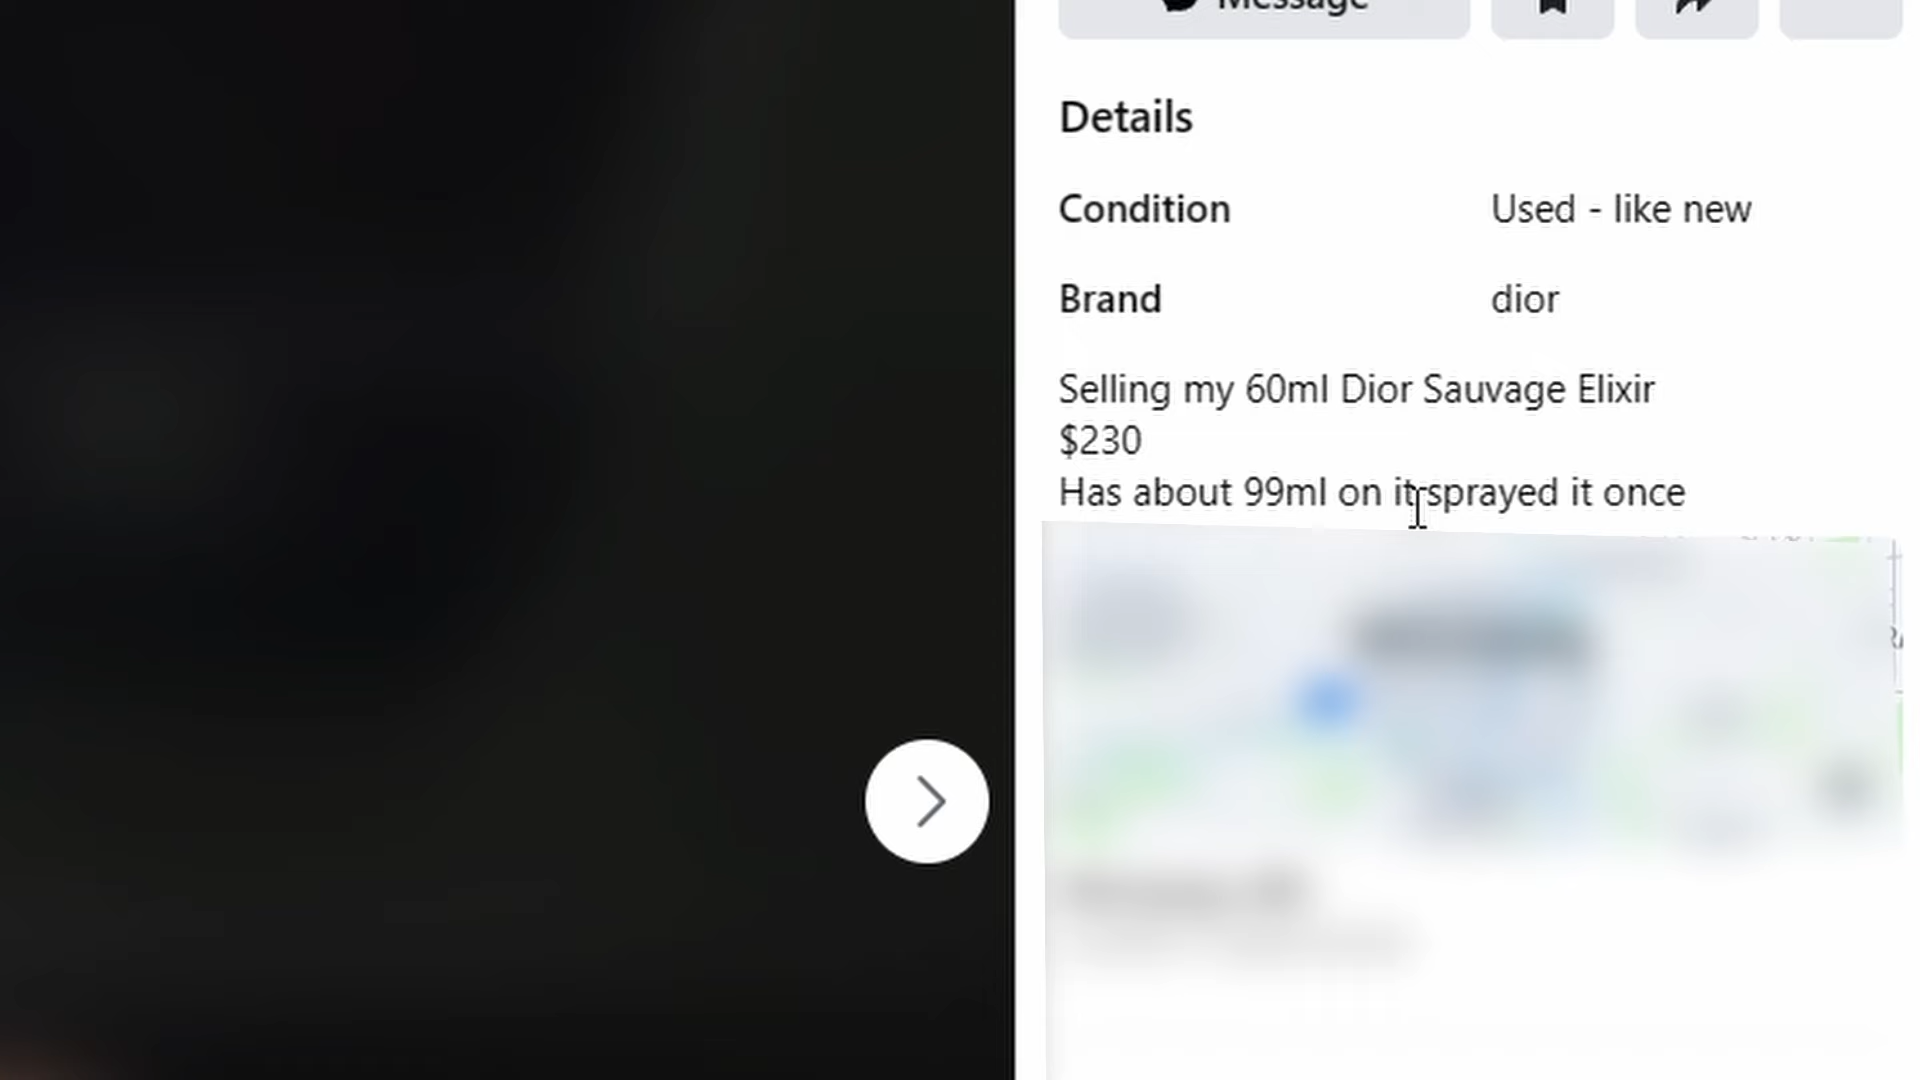 Message
Details
Condition Used - like new
Brand dior
Selling my 60ml Dior Sauvage Elixir
$230
Has about 99ml on it sprayed it once